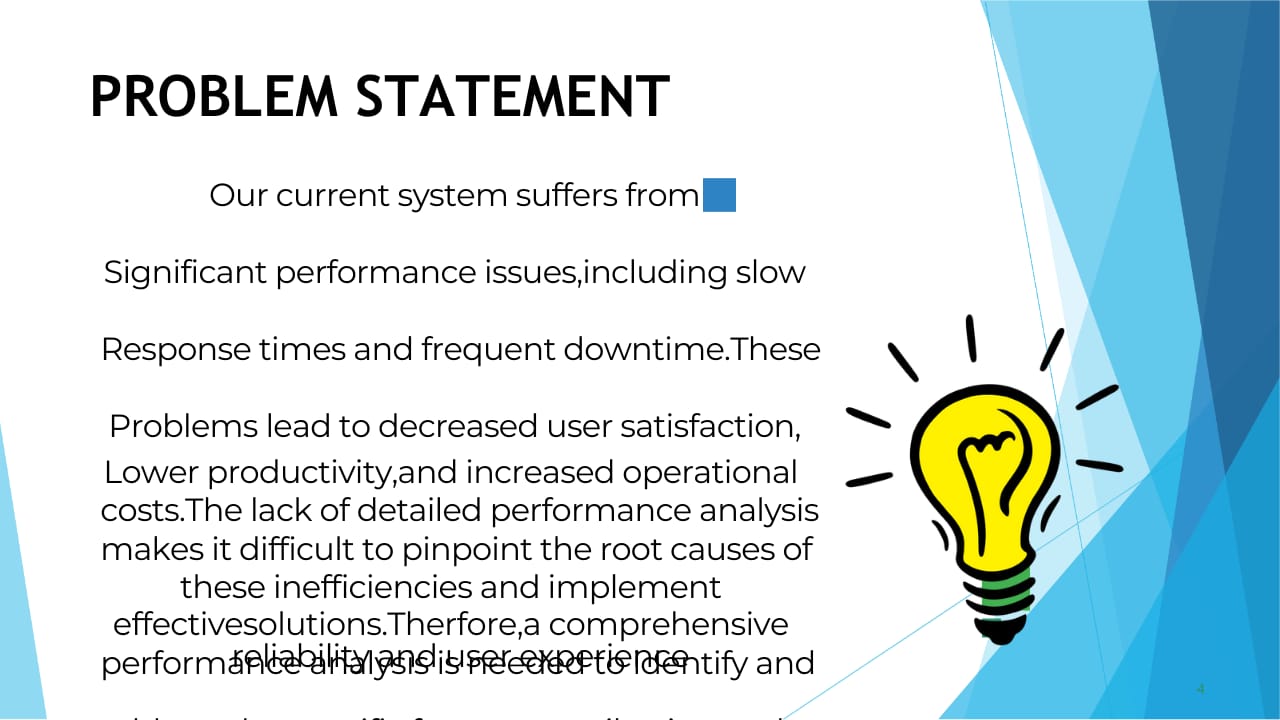 PROBLEM STATEMENT
Our current system suffers from
Significant performance issues,including slow
Response times and frequent downtime.These
Problems lead to decreased user satisfaction,
Lower productivity,and increased operational
costs.The lack of detailed performance analysis
makes it difficult to pinpoint the root causes of
these inefficiencies and implement
effectivesolutions.Therfore,a comprehensive
reliability and user experience
performance analysis is needed to Identify and
4